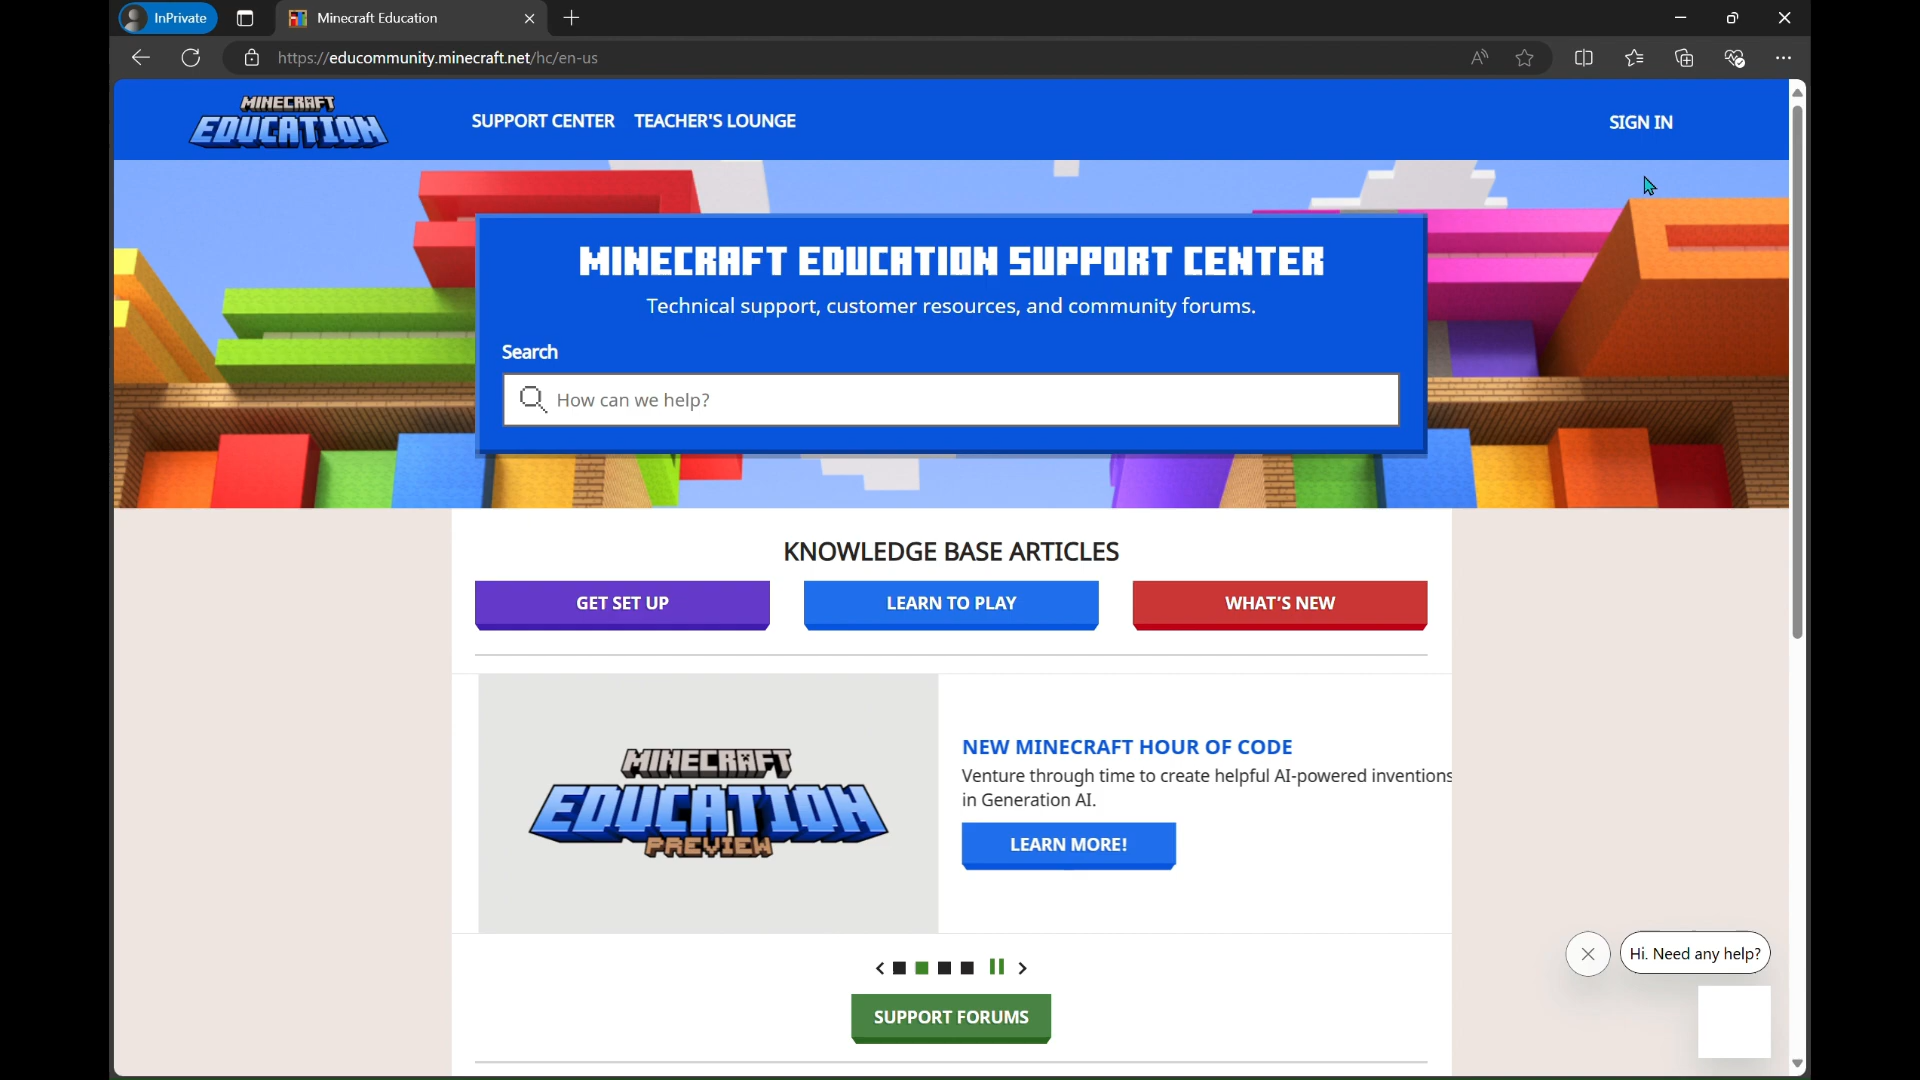 InPrivate
Minecraft Education
https://educommunity.minecraft.net/hc/en-us
MINECRAFT
EDUCATION
SUPPORT CENTER
TEACHER'S LOUNGE
SIGN IN
MINECRAFT EDUCATION SUPPORT CENTER
Technical support, customer resources, and community forums.
Search
How can we help?
KNOWLEDGE BASE ARTICLES
GET SET UP
LEARN TO PLAY
WHAT'S NEW
MINECRAFT
EDUCATION
PREVIEW
NEW MINECRAFT HOUR OF CODE
Venture through time to create helpful AI-powered inventions
in Generation AI.
LEARN MORE!
Hi. Need any help?
SUPPORT FORUMS